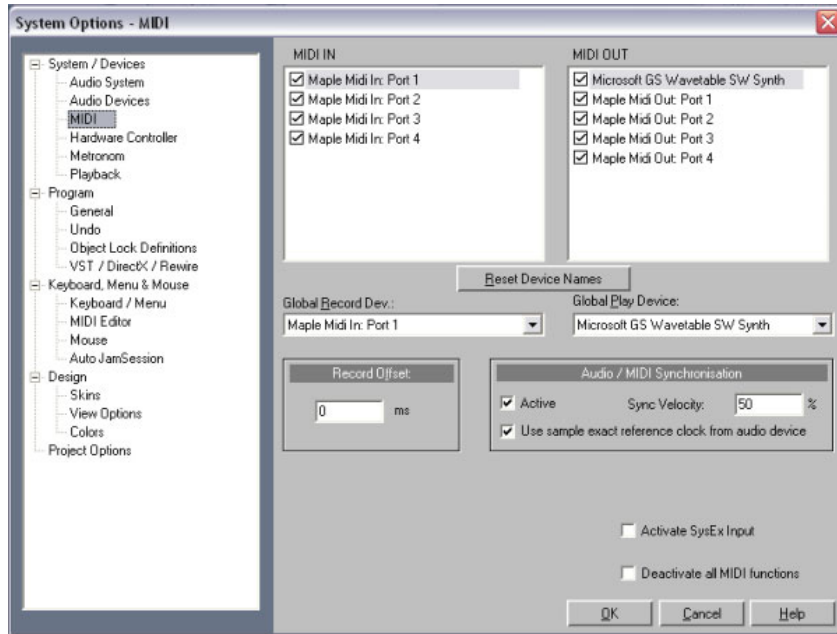 System Options - MIDI
System / Devices
Audio System
Audio Devices
MIDI
Hardware Controller
Metronom
Playback
Program
General
Undo
Object Lock Definitions
VST / DirectX / Rewire
Keyboard, Menu & Mouse
Keyboard / Menu
MIDI Editor
Mouse
Auto JamSession
Design
Skins
View Options
Colors
Project Options
MIDI IN
Maple Midi In: Port 1
Maple Midi In: Port 2
Maple Midi In: Port 3
Maple Midi In: Port 4
MIDI OUT
Microsoft GS Wavetable SW Synth
Maple Midi Out: Port 1
Maple Midi Out: Port 2
Maple Midi Out: Port 3
Maple Midi Out: Port 4
Reset Device Names
Global Record Dev.:
Maple Midi In: Port 1
Global Play Device:
Microsoft GS Wavetable SW Synth
Record Offset:
0 ms
Audio / MIDI Synchronisation
Active Sync Velocity: 50 %
Use sample exact reference clock from audio device
Activate SysEx Input
Deactivate all MIDI functions
OK Cancel Help